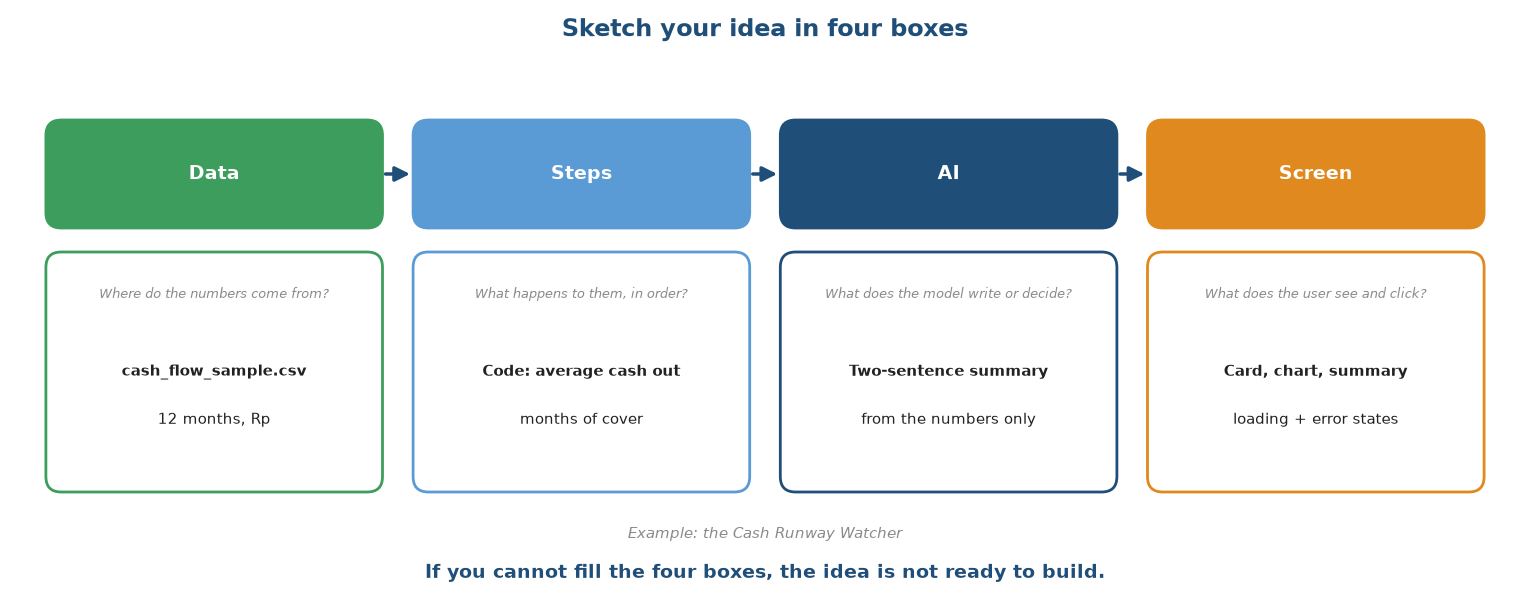 Sketch your idea in four boxes
Data
Steps
AI
Screen
Where do the numbers come from?
cash_flow_sample.csv
12 months, Rp
What happens to them, in order?
Code: average cash out
months of cover
What does the model write or decide?
Two-sentence summary
from the numbers only
What does the user see and click?
Card, chart, summary
loading + error states
Example: the Cash Runway Watcher
If you cannot fill the four boxes, the idea is not ready to build.